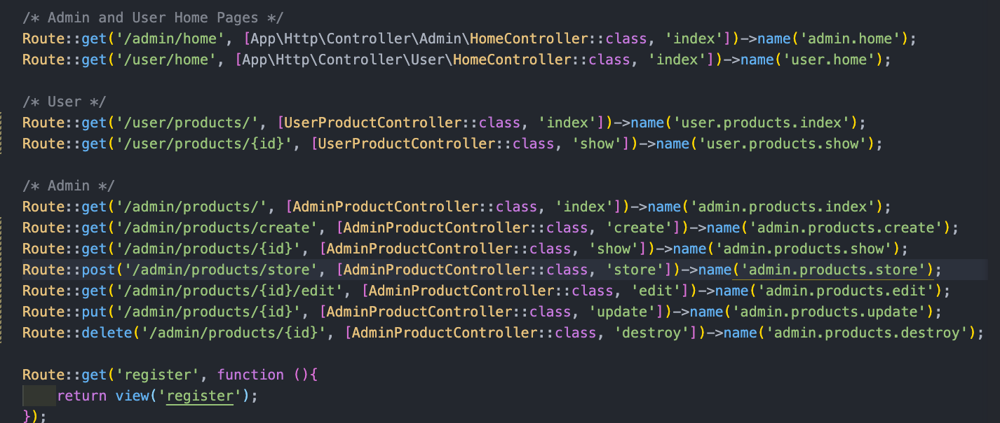 /* Admin and User Home Pages */
Route::get('/admin/home', [App\Http\Controller\Admin\HomeController::class, 'index'])->name('admin.home');
Route::get('/user/home', [App\Http\Controller\User\HomeController::class, 'index'])->name('user.home');
/* User */
Route::get('/user/products/', [UserProductController::class, 'index'])->name('user.products.index');
Route::get('/user/products/{id}', [UserProductController::class, 'show'])->name('user.products.show');
/* Admin */
Route::get('/admin/products/', [AdminProductController::class, 'index'])->name('admin.products.index');
Route::get('/admin/products/create', [AdminProductController::class, 'create'])->name('admin.products.create');
Route::get('/admin/products/{id}', [AdminProductController::class, 'show'])->name('admin.products.show');
Route::post('/admin/products/store', [AdminProductController::class, 'store'])->name('admin.products.store');
Route::get('/admin/products/{id}/edit', [AdminProductController::class, 'edit'])->name('admin.products.edit');
Route::put('/admin/products/{id}', [AdminProductController::class, 'update'])->name('admin.products.update');
Route::delete('/admin/products/{id}', [AdminProductController::class, 'destroy'])->name('admin.products.destroy');
Route::get('register', function (){
    return view('register');
});